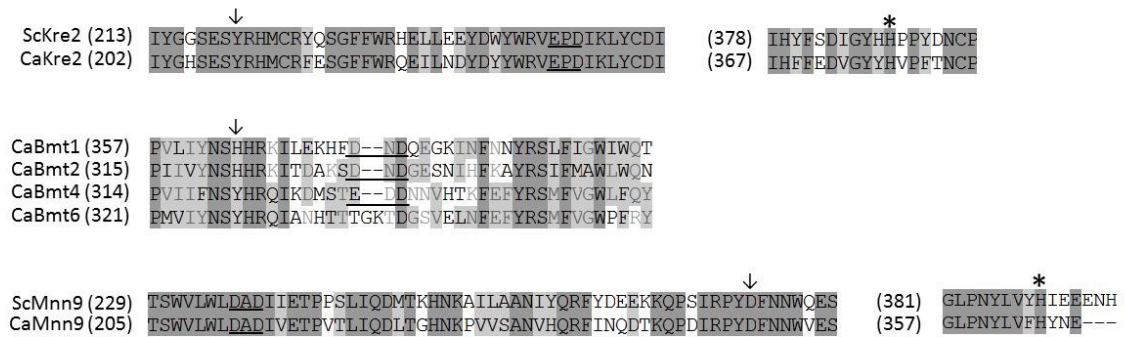 ↓ *
ScKre2 (213) IYGGSESYRHMCRYQSGFFWRHELLEEYDWYWRVEPDIKLYCDI (378) IHYFSDIGYHHPPYDNCP
CaKre2 (202) IYGHSESYRHMCRFESGFFWRQEILNDYDYYWRVEPDIKLYCDI (367) IHFFEDVGYYHVPFTNCP
↓
CaBmt1 (357) PVLIYNSHHRKILEKHFD--NDQEGKINFNNYRSLFIGWIWQT
CaBmt2 (315) PIIVYNSHHRKITDAKSD--NDGESNIHFKAYRSIFMAWLWQN
CaBmt4 (314) PVIIFNSYHRQIKDMSTE--DDNNVHTKFEFYRSMFVGWLFQY
CaBmt6 (321) PMVIYNSYHRQIANHTTTGKTDGSVELNFEFYRSMFVGWPFRY
↓ *
ScMnn9 (229) TSWVLWLDADIIETPPSLIQDMTKHNKAILAANIYQRFYDEEKKQPSIRPYDFNNWQES (381) GLPNYLVYHIEEENH
CaMnn9 (205) TSWVLWLDADIVETPVTLIQDLTGHNKPVVSANVHQRFINQDTKQPDIRPYDFNNWVES (357) GLPNYLVFHYNE---